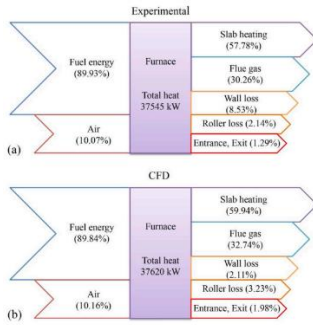 Experimental
Fuel energy
(89.93%)
Air
(10.07%)
Furnace
Total heat
37545 kW
Slab heating
(57.78%)
Flue gas
(30.26%)
Wall loss
(8.53%)
Roller loss (2.14%)
Entrance, Exit (1.29%)
(a)
CFD
Fuel energy
(89.84%)
Air
(10.16%)
Furnace
Total heat
37620 kW
Slab heating
(59.94%)
Flue gas
(32.74%)
Wall loss
(2.11%)
Roller loss (3.23%)
Entrance, Exit (1.98%)
(b)